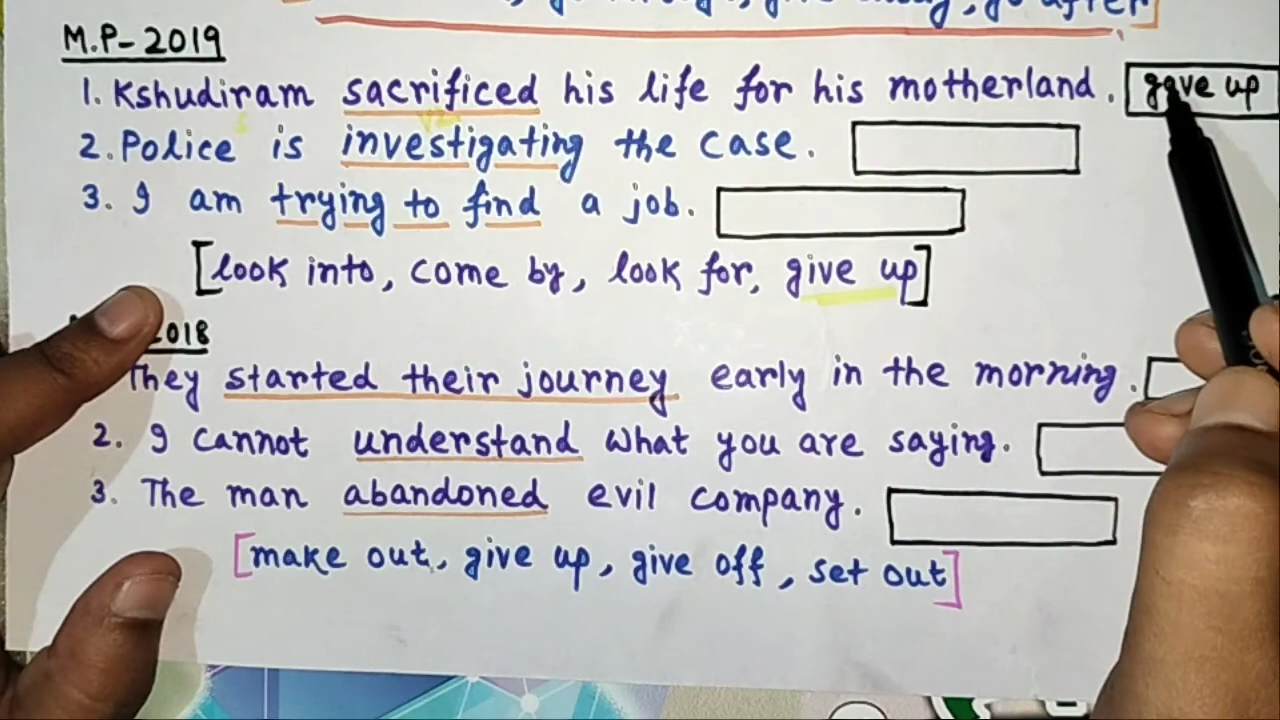 go after]
M.P-2019
1. Kshudiram sacrificed his life for his motherland. gave up
2. Police is investigating the case.
3. I am trying to find a job.
[look into, come by, look for, give up]
2018
They started their journey early in the morning.
2. I cannot understand what you are saying.
3. The man abandoned evil company.
[make out, give up, give off, set out]